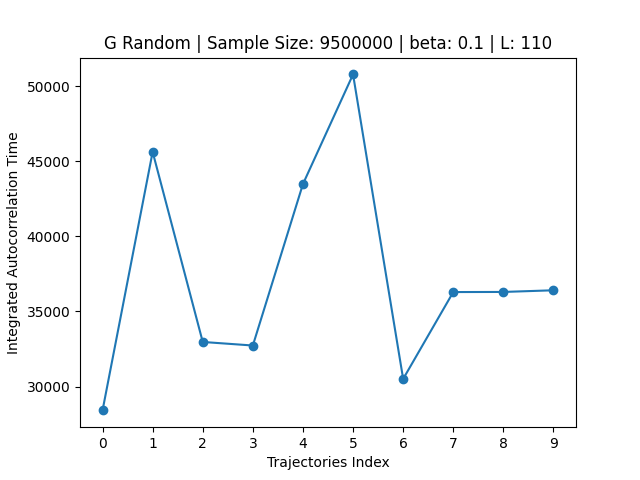 G Random | Sample Size: 9500000 | beta: 0.1 | L: 110
Integrated Autocorrelation Time
50000
45000
40000
35000
30000
0 1 2 3 4 5 6 7 8 9
Trajectories Index